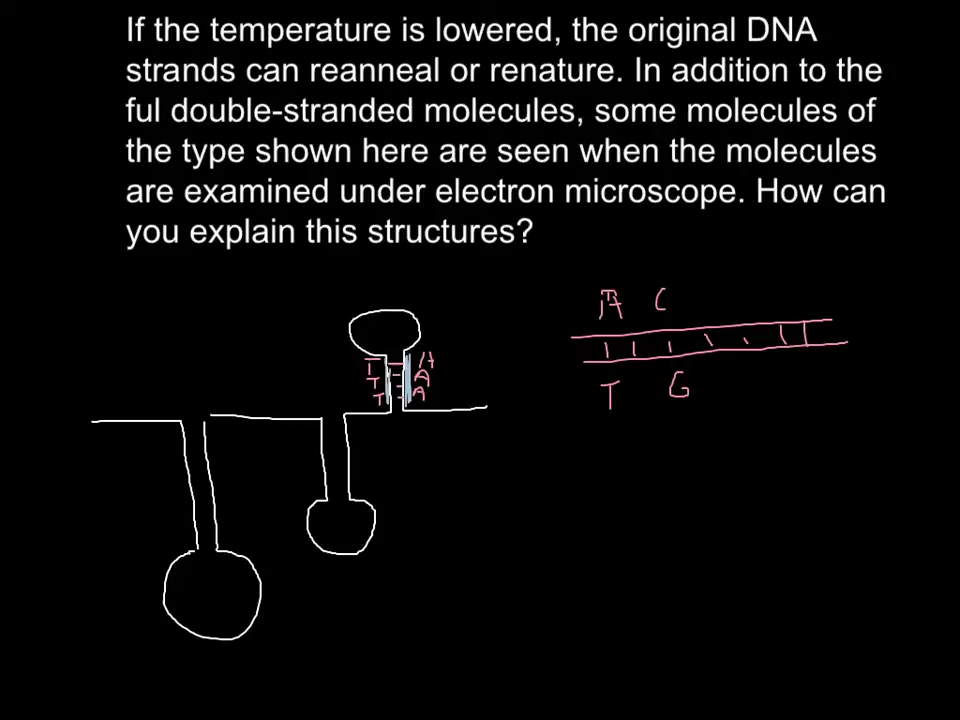 If the temperature is lowered, the original DNA
strands can reanneal or renature. In addition to the
ful double-stranded molecules, some molecules of
the type shown here are seen when the molecules
are examined under electron microscope. How can
you explain this structures?
A C
T G
T A
T A
T A